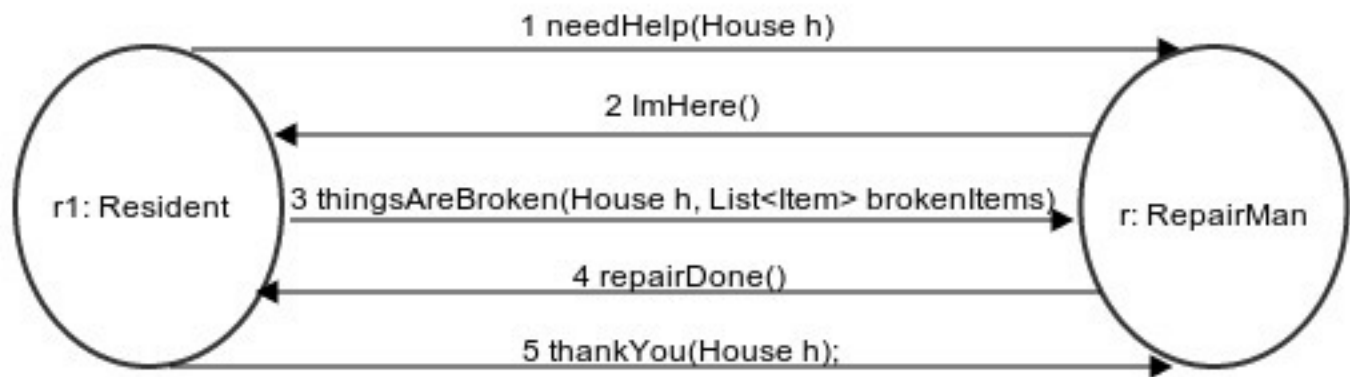 1 needHelp(House h)
2 ImHere()
r1: Resident
3 thingsAreBroken(House h, List<Item> brokenItems)
r: RepairMan
4 repairDone()
5 thankYou(House h);